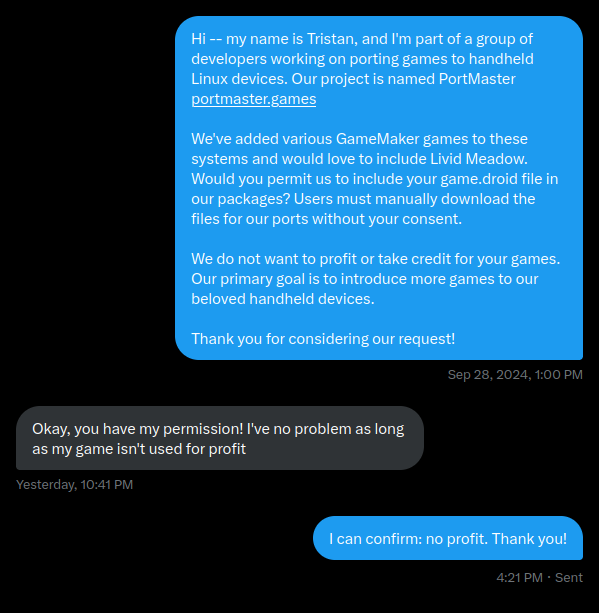 Hi -- my name is Tristan, and I'm part of a group of
developers working on porting games to handheld
Linux devices. Our project is named PortMaster
portmaster.games
We've added various GameMaker games to these
systems and would love to include Livid Meadow.
Would you permit us to include your game.droid file in
our packages? Users must manually download the
files for our ports without your consent.
We do not want to profit or take credit for your games.
Our primary goal is to introduce more games to our
beloved handheld devices.
Thank you for considering our request!
Sep 28, 2024, 1:00 PM
Okay, you have my permission! I've no problem as long
as my game isn't used for profit
Yesterday, 10:41 PM
I can confirm: no profit. Thank you!
4:21 PM · Sent